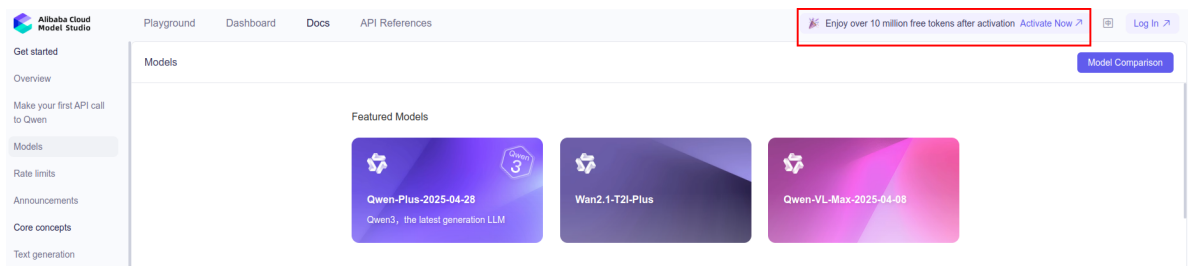 Alibaba Cloud
Model Studio
Playground Dashboard Docs API References
Enjoy over 10 million free tokens after activation Activate Now
Log In
Get started
Overview
Make your first API call
to Qwen
Models
Rate limits
Announcements
Core concepts
Text generation
Models
Model Comparison
Featured Models
Qwen
3
Qwen-Plus-2025-04-28
Qwen3, the latest generation LLM
Wan2.1-T2I-Plus
Qwen-VL-Max-2025-04-08